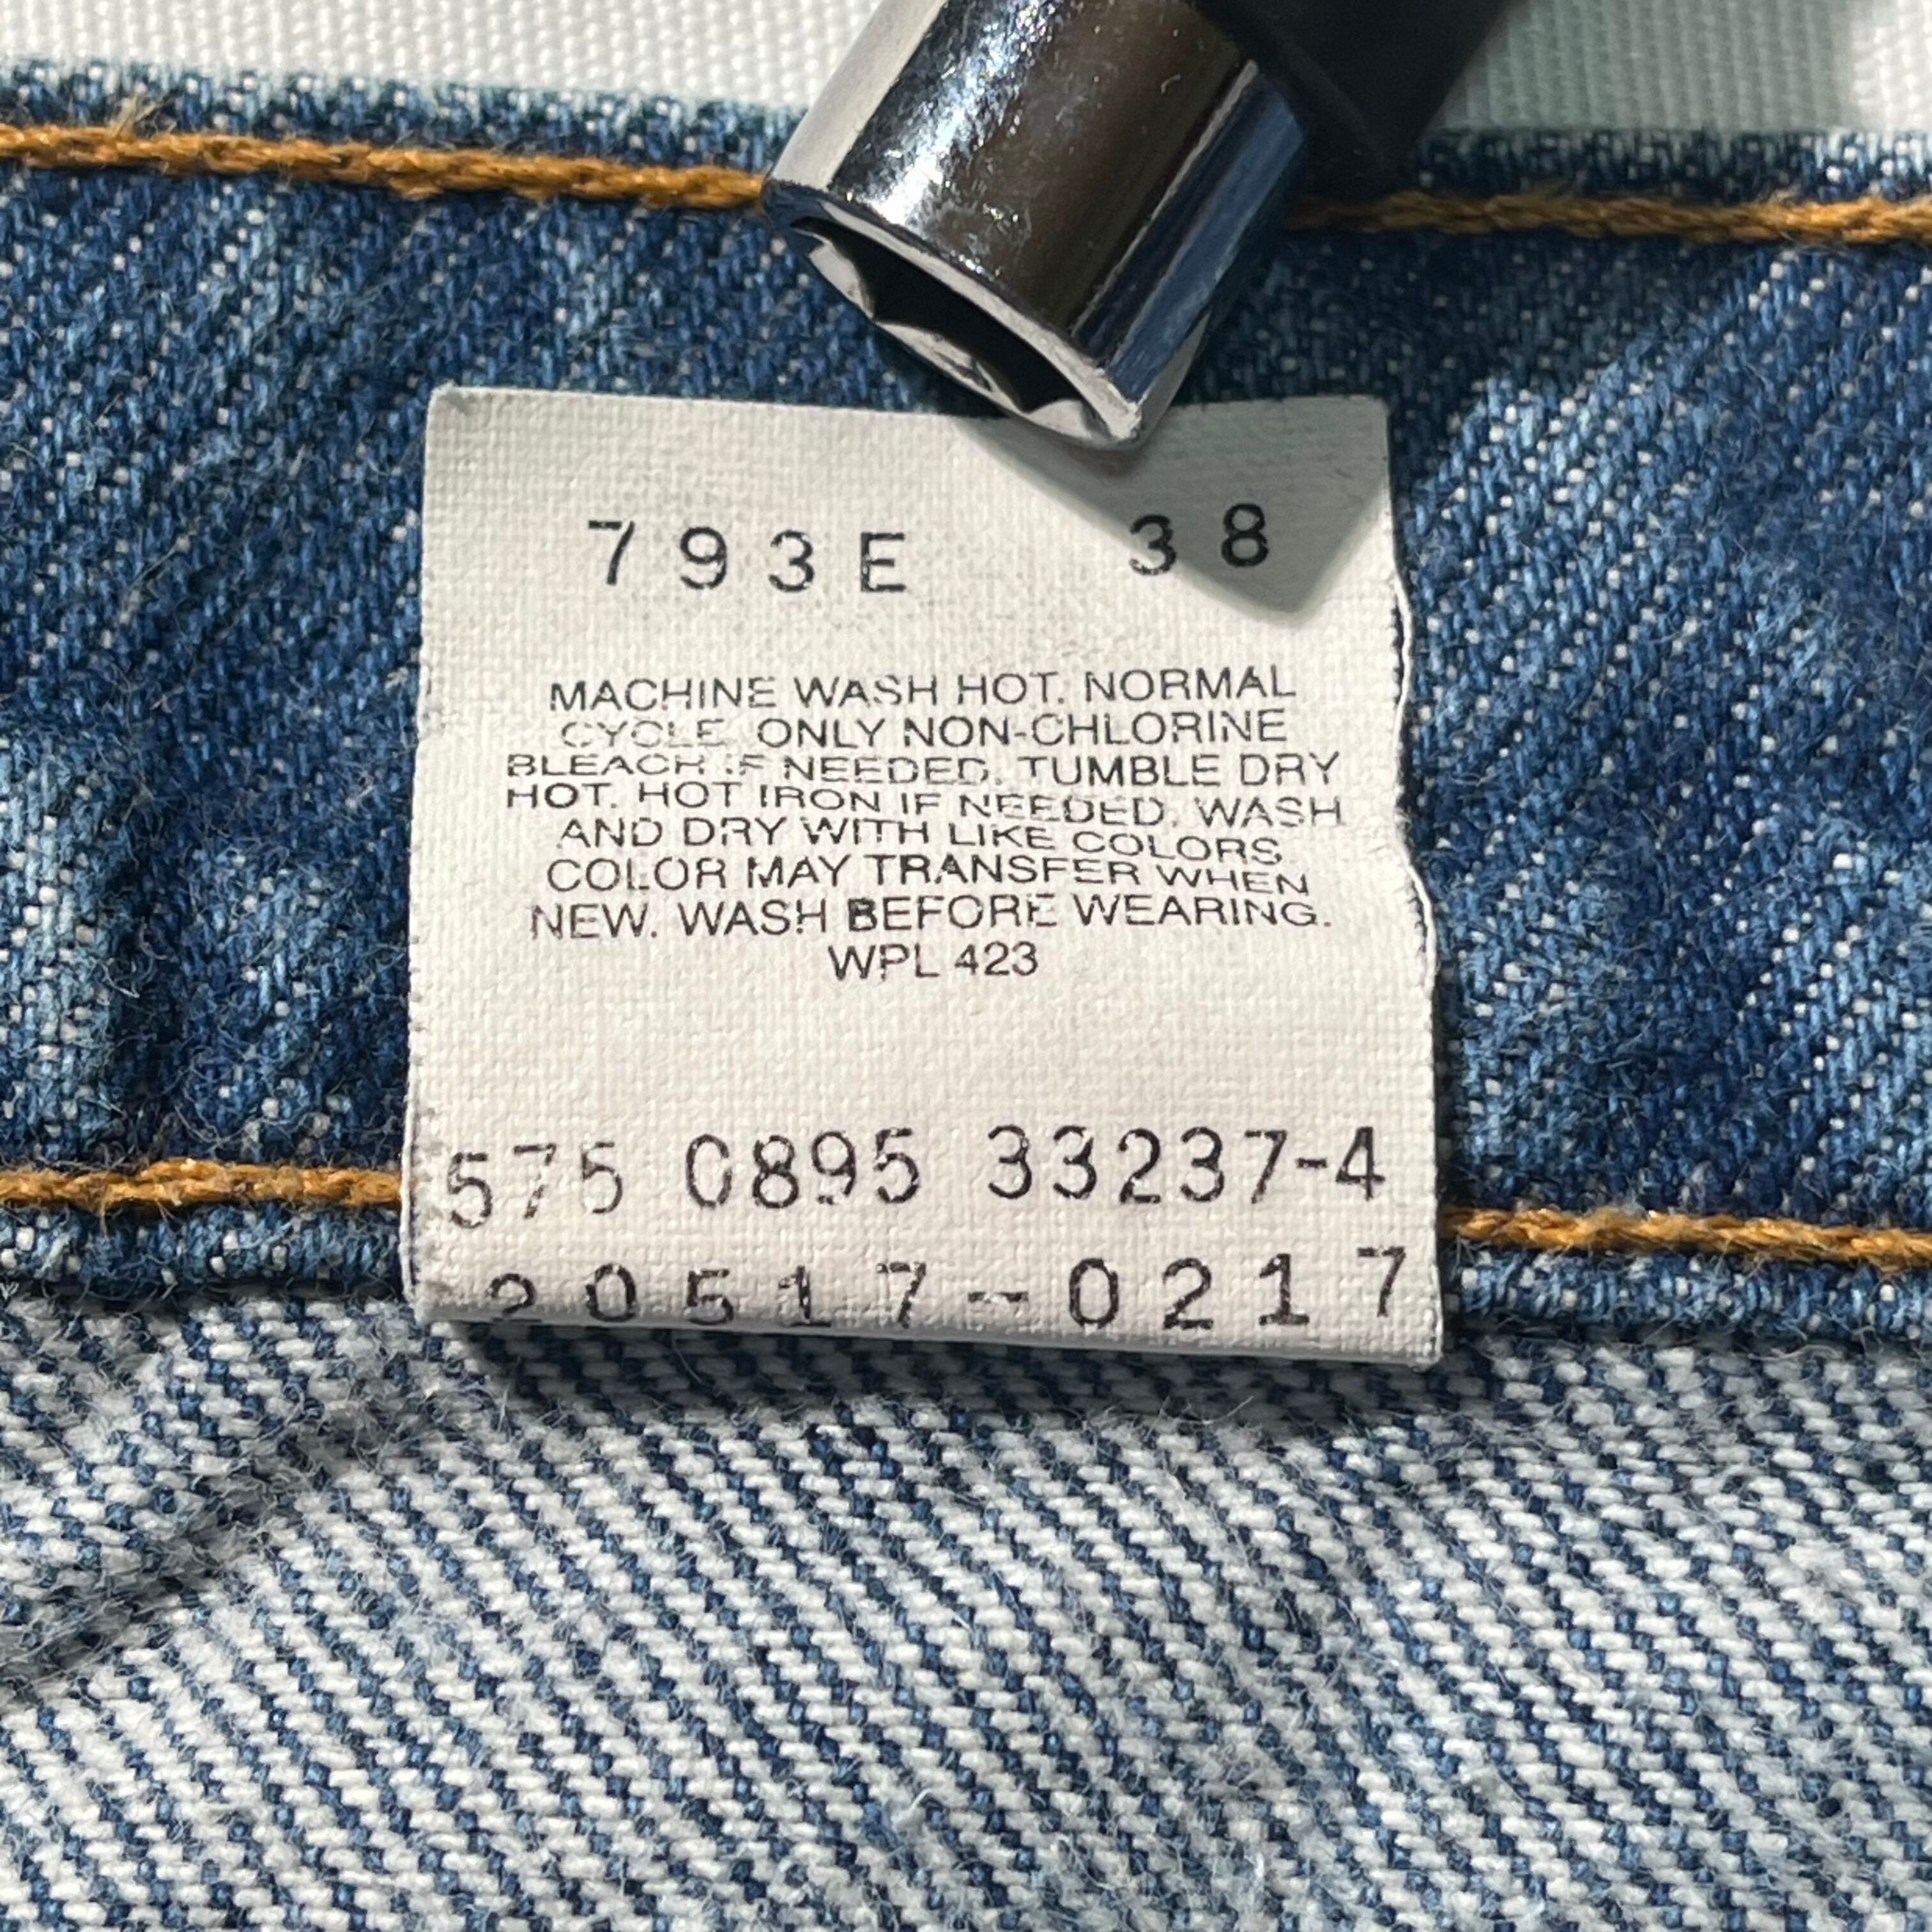 793E 38
MACHINE WASH HOT. NORMAL
CYCLE. ONLY NON-CHLORINE
BLEACH IF NEEDED. TUMBLE DRY
HOT. HOT IRON IF NEEDED. WASH
AND DRY WITH LIKE COLORS.
COLOR MAY TRANSFER WHEN
NEW. WASH BEFORE WEARING.
WPL 423
575 0895 33237-4
20517-0217